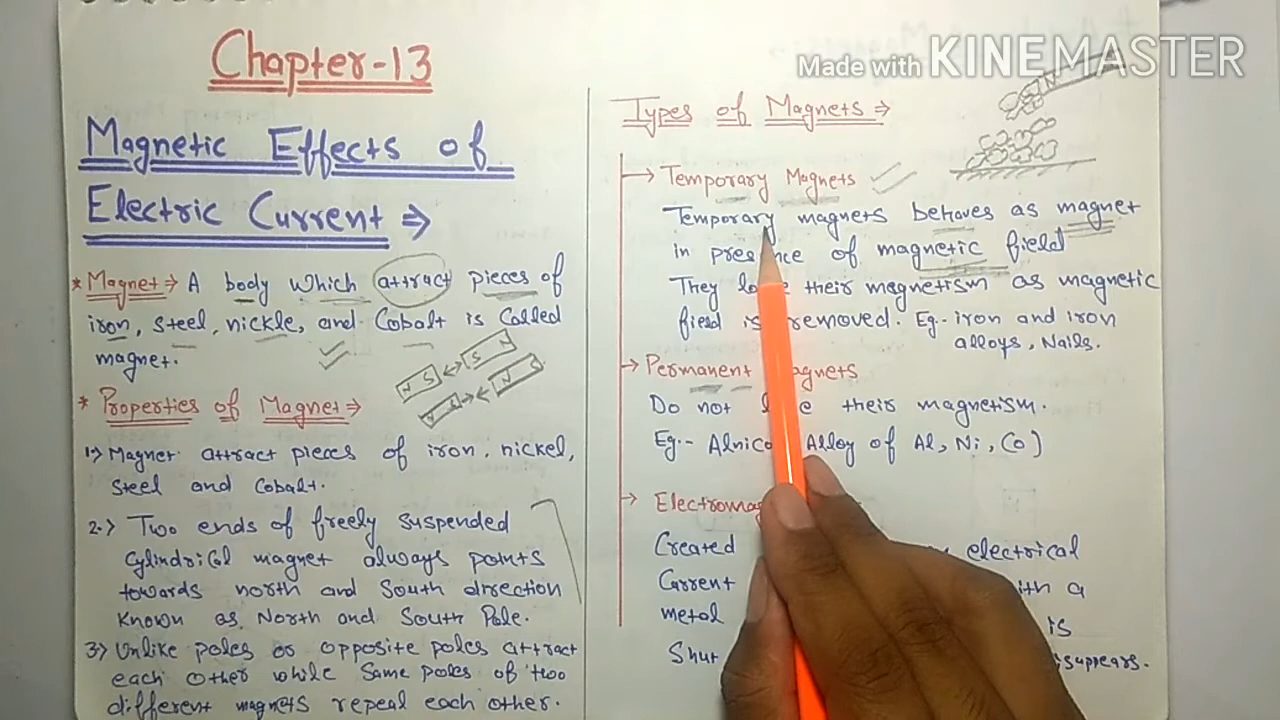 Made with KINEMASTER
Chapter-13
Magnetic Effects of
Electric Current ⇒
* Magnet → A body which attract pieces of
iron, steel, nickle, and Cobalt is Called
magnet.
N S ↔ S N
N S →← N S
* Properties of Magnet ⇒
1.> Magnet attract pieces of iron, nickel,
Steel and Cobalt.
2.> Two ends of freely suspended
Cylindrical magnet always points
towards north and South direction
known as North and South Pole.
3.> Unlike poles or opposite poles attract
each other while Same poles of two
different magnets repeal each other.
Types of Magnets ⇒
→ Temporary Magnets
Temporary magnets behaves as magnet
in presence of magnetic field
They their magnetism as magnetic
field is removed. Eg.- iron and iron
alloys, Nails.
→ Permanent Magnets
Do not their magnetism.
Eg.- Alnico Alloy of Al, Ni, Co)
→
Created electrical
Current with a
metal is
Shut disappears.